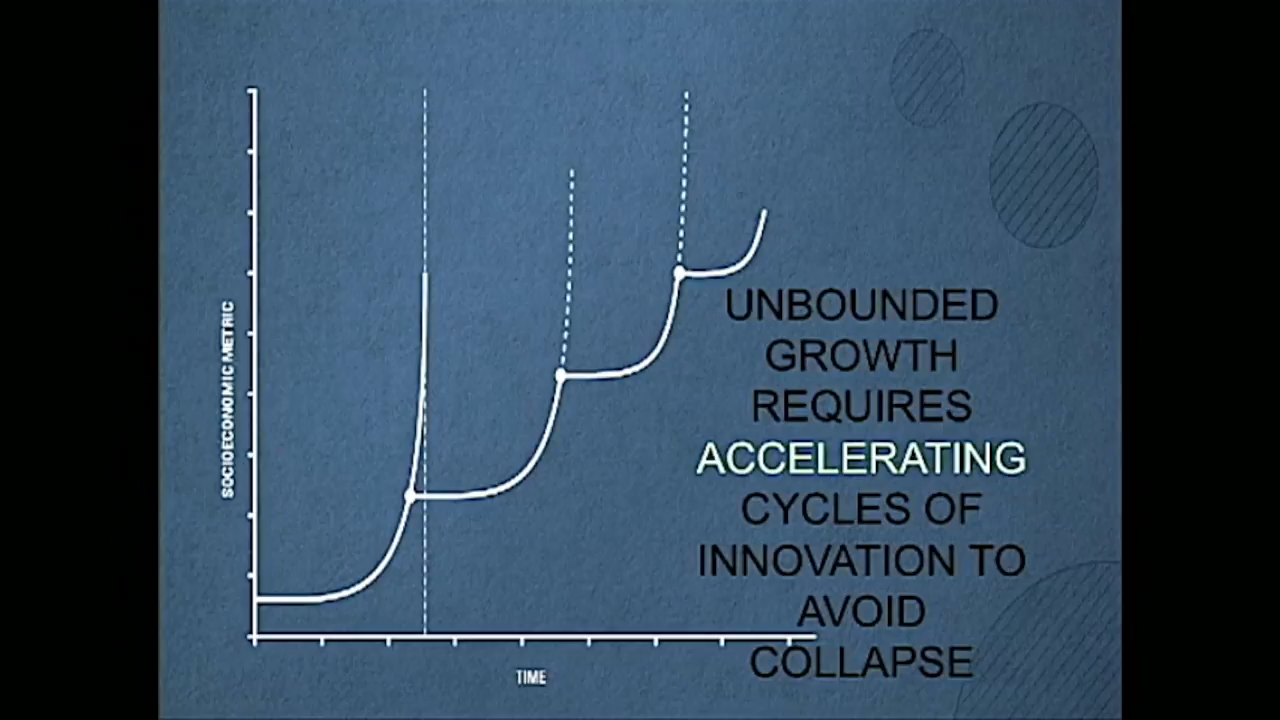 SOCIOECONOMIC METRIC
TIME
UNBOUNDED
GROWTH
REQUIRES
ACCELERATING
CYCLES OF
INNOVATION TO
AVOID
COLLAPSE